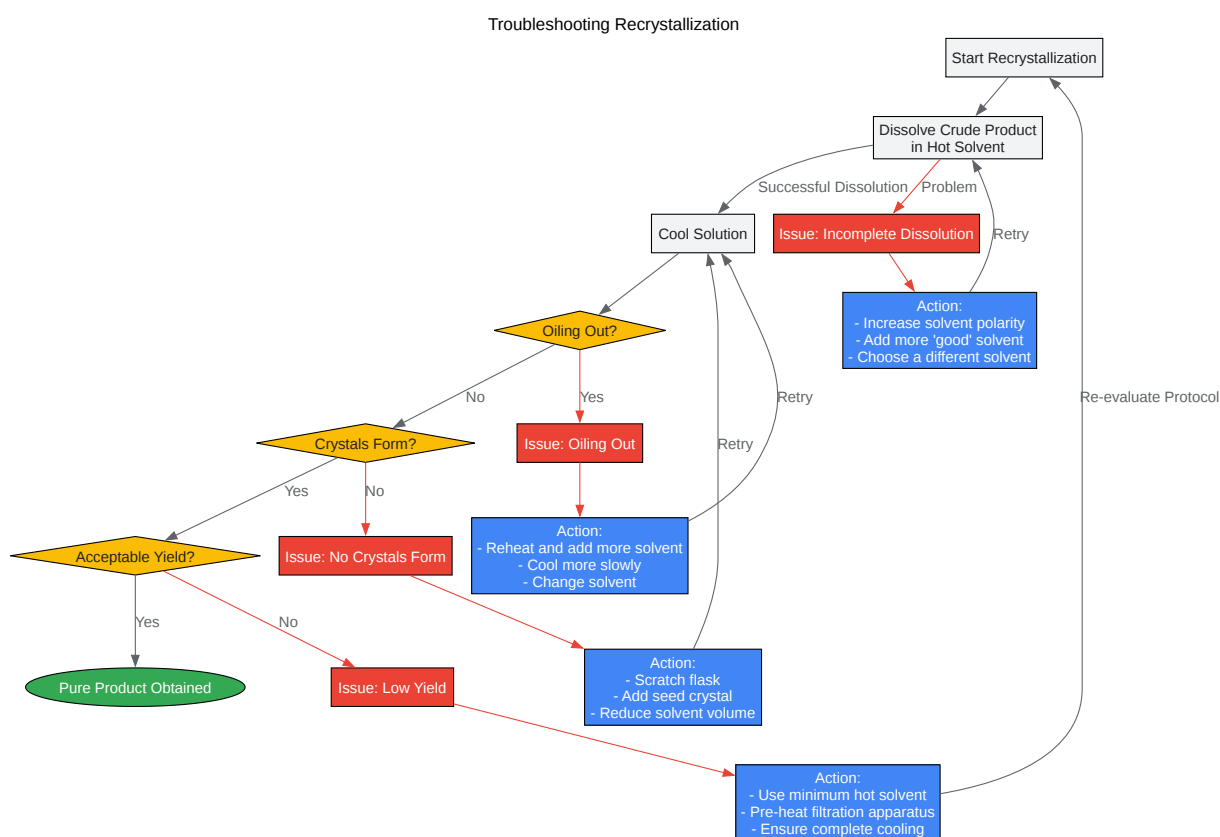 Troubleshooting Recrystallization
Start Recrystallization
Dissolve Crude Product
in Hot Solvent
Successful Dissolution
Problem
Cool Solution
Issue: Incomplete Dissolution
Retry
Action:
- Increase solvent polarity
- Add more 'good' solvent
- Choose a different solvent
Oiling Out?
No
Yes
Retry
Re-evaluate Protocol
Crystals Form?
Issue: Oiling Out
Retry
Yes
No
Action:
- Reheat and add more solvent
- Cool more slowly
- Change solvent
Acceptable Yield?
Issue: No Crystals Form
Yes
No
Action:
- Scratch flask
- Add seed crystal
- Reduce solvent volume
Pure Product Obtained
Issue: Low Yield
Action:
- Use minimum hot solvent
- Pre-heat filtration apparatus
- Ensure complete cooling